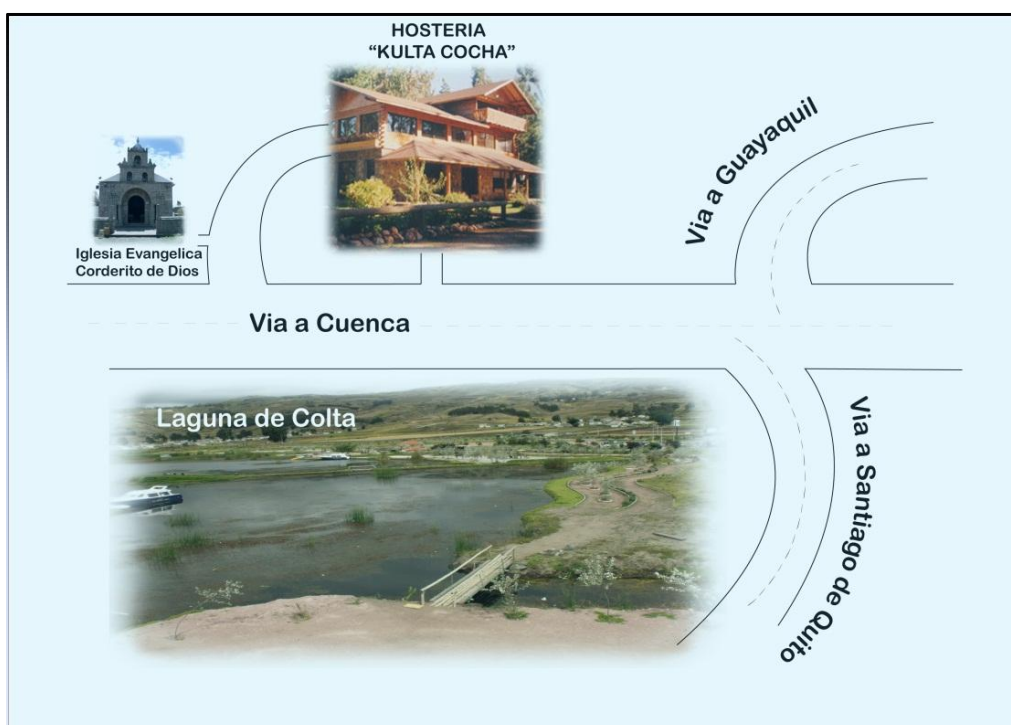 HOSTERIA
“KULTA COCHA”
Via a Guayaquil
Iglesia Evangelica
Corderito de Dios
Via a Cuenca
Laguna de Colta
Via a Santiago de Quito